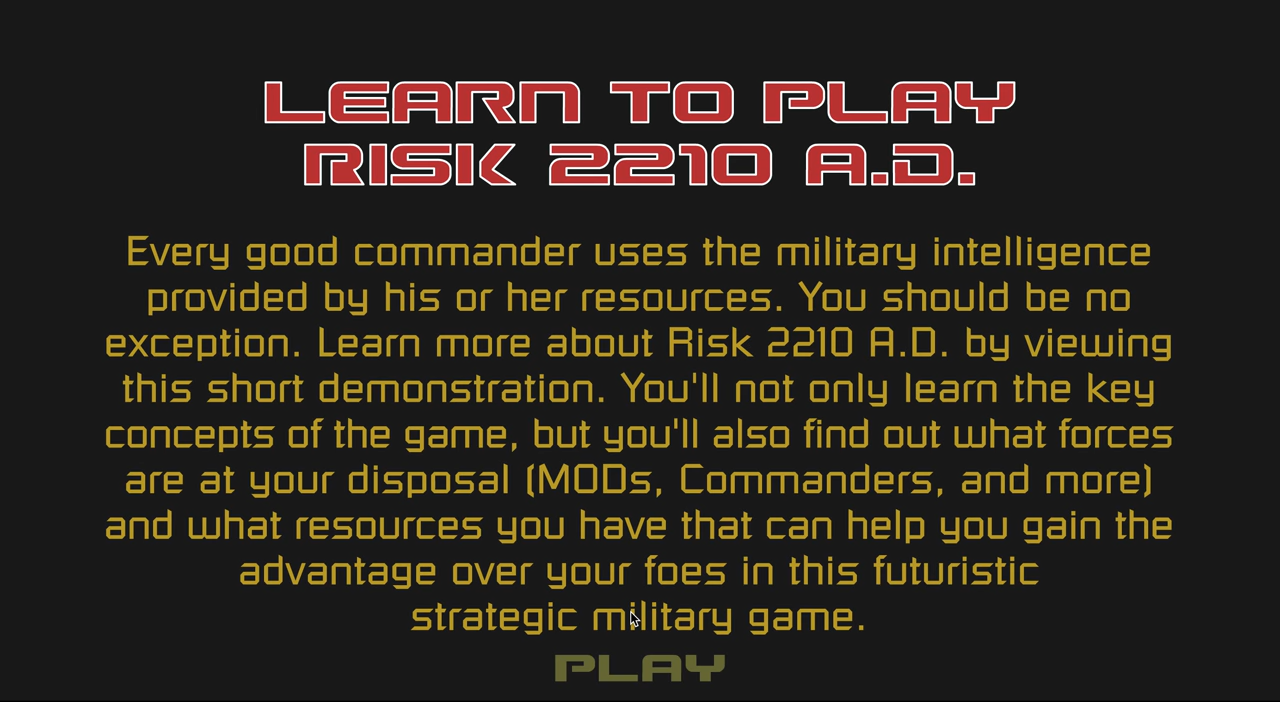 LEARN TO PLAY
RISK 2210 A.D.
Every good commander uses the military intelligence
provided by his or her resources. You should be no
exception. Learn more about Risk 2210 A.D. by viewing
this short demonstration. You'll not only learn the key
concepts of the game, but you'll also find out what forces
are at your disposal (MODs, Commanders, and more)
and what resources you have that can help you gain the
advantage over your foes in this futuristic
strategic military game.
PLAY